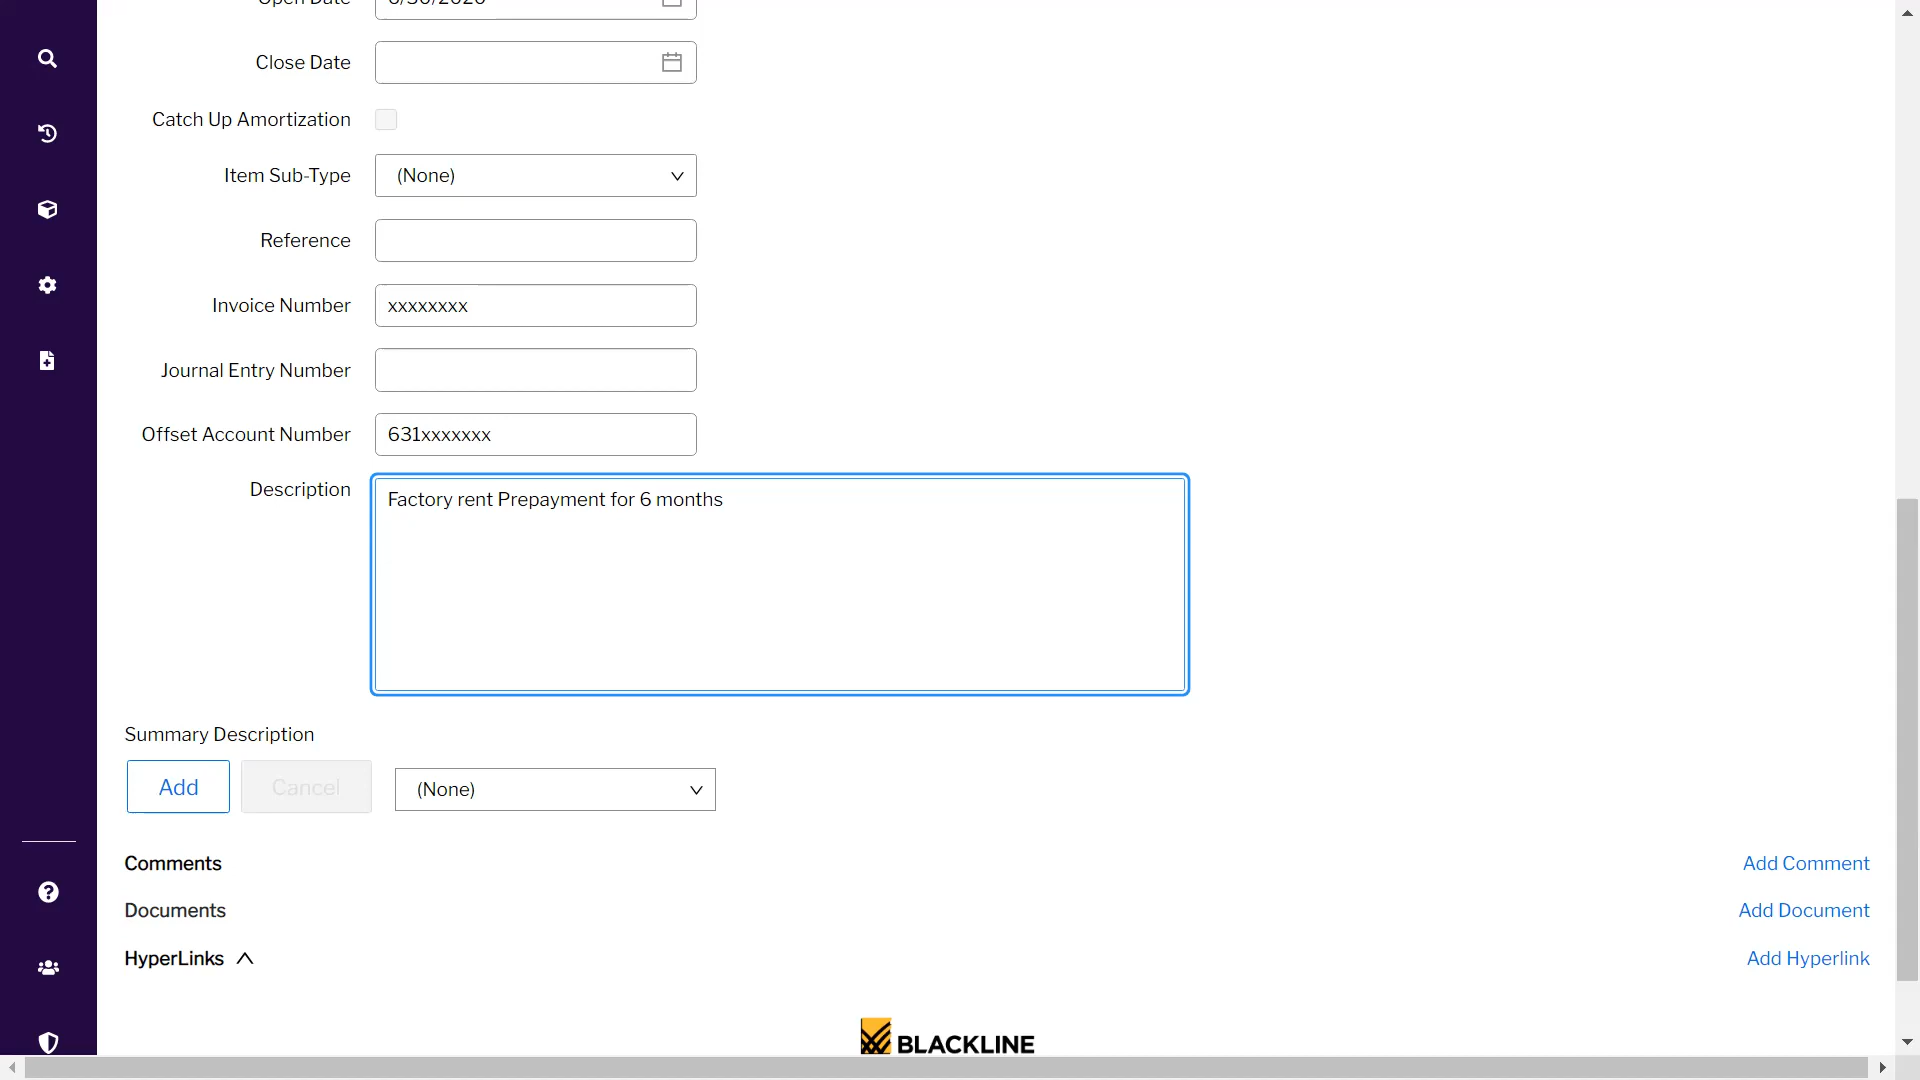 Close Date
Catch Up Amortization
Item Sub-Type (None)
Reference
Invoice Number xxxxxxxx
Journal Entry Number
Offset Account Number 631xxxxxxx
Description Factory rent Prepayment for 6 months
Summary Description
Add Cancel (None)
Comments Add Comment
Documents Add Document
HyperLinks Add Hyperlink
BLACKLINE